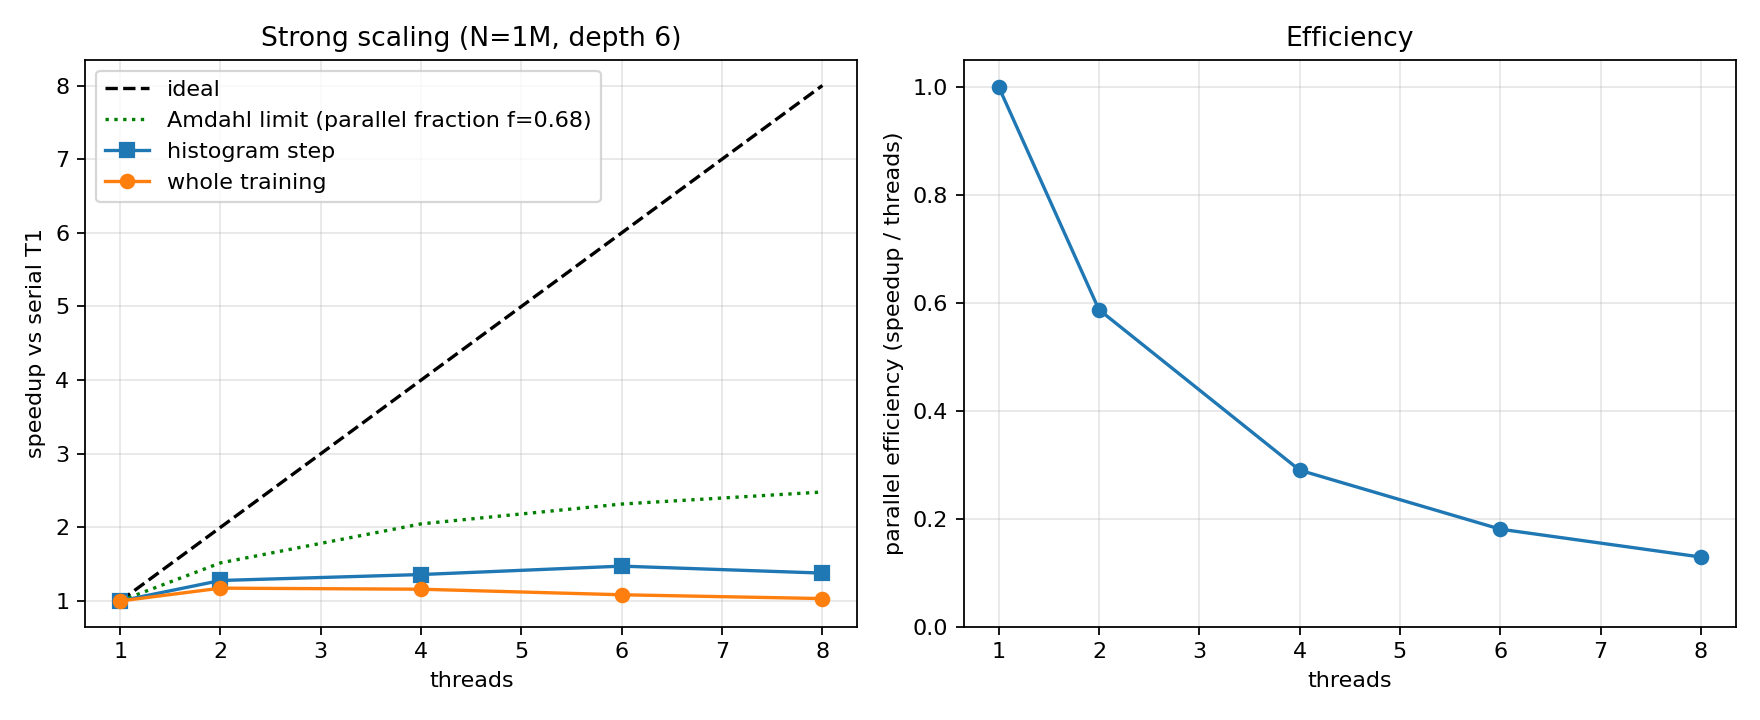 Strong scaling (N=1M, depth 6)
ideal
Amdahl limit (parallel fraction f=0.68)
histogram step
whole training
speedup vs serial T1
8
7
6
5
4
3
2
1
1 2 3 4 5 6 7 8
threads
Efficiency
parallel efficiency (speedup / threads)
1.0
0.8
0.6
0.4
0.2
0.0
1 2 3 4 5 6 7 8
threads